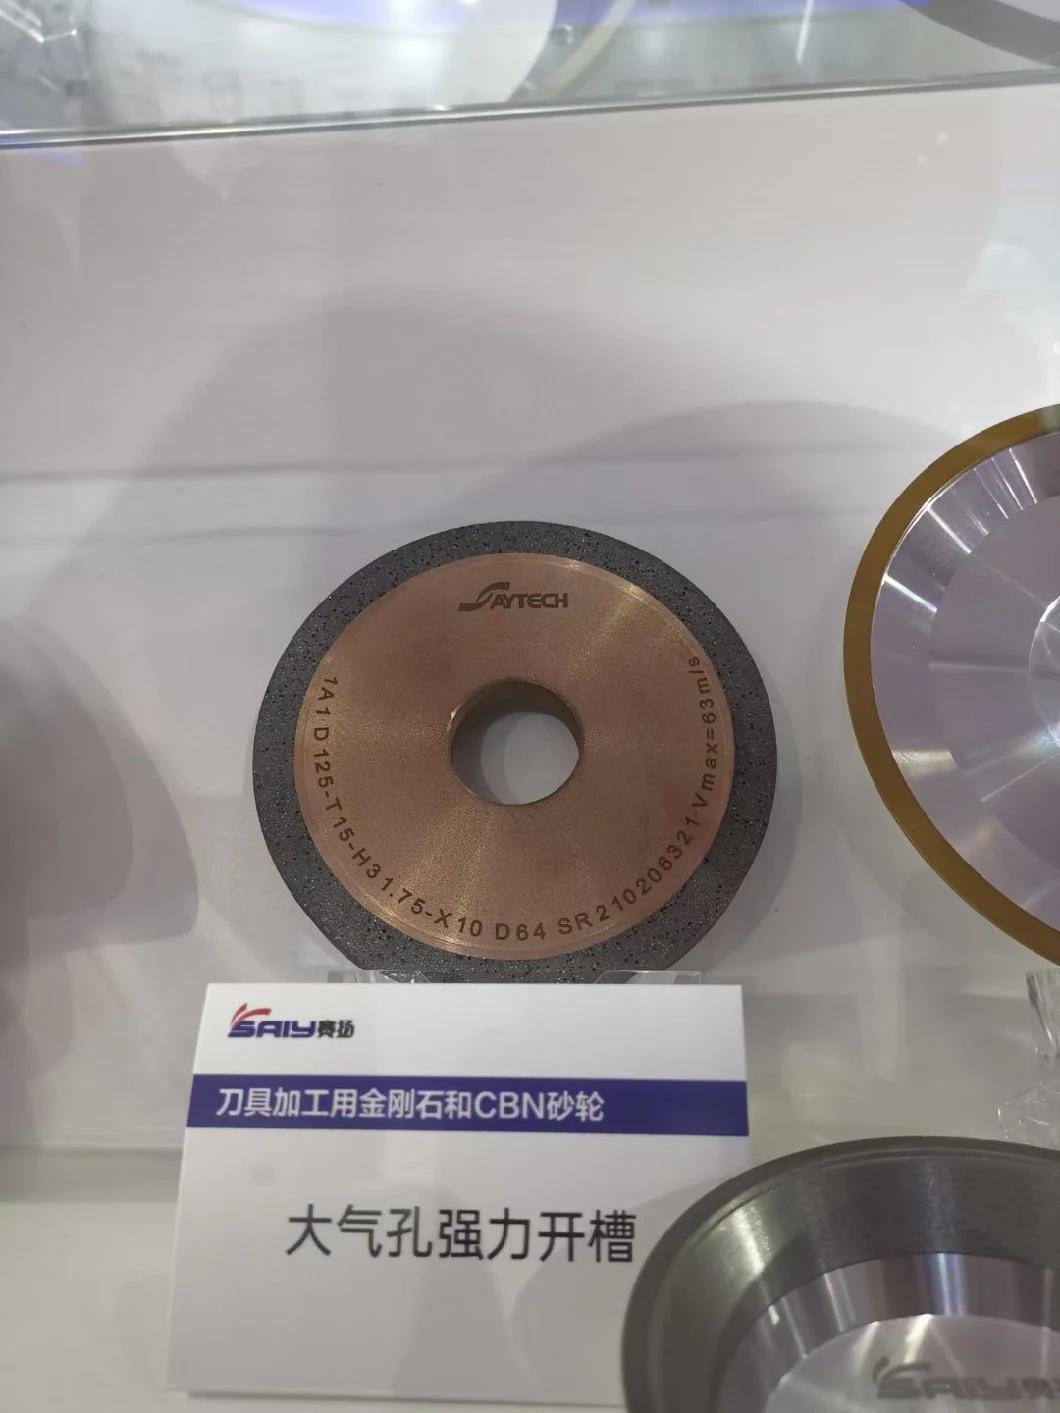 SAYTECH
1A1 D125-T15-H31.75-X10 D64 SR210206321 Vmax=63m/s
SAIY赛扬
刀具加工用金刚石和CBN砂轮
大气孔强力开槽
SAIY